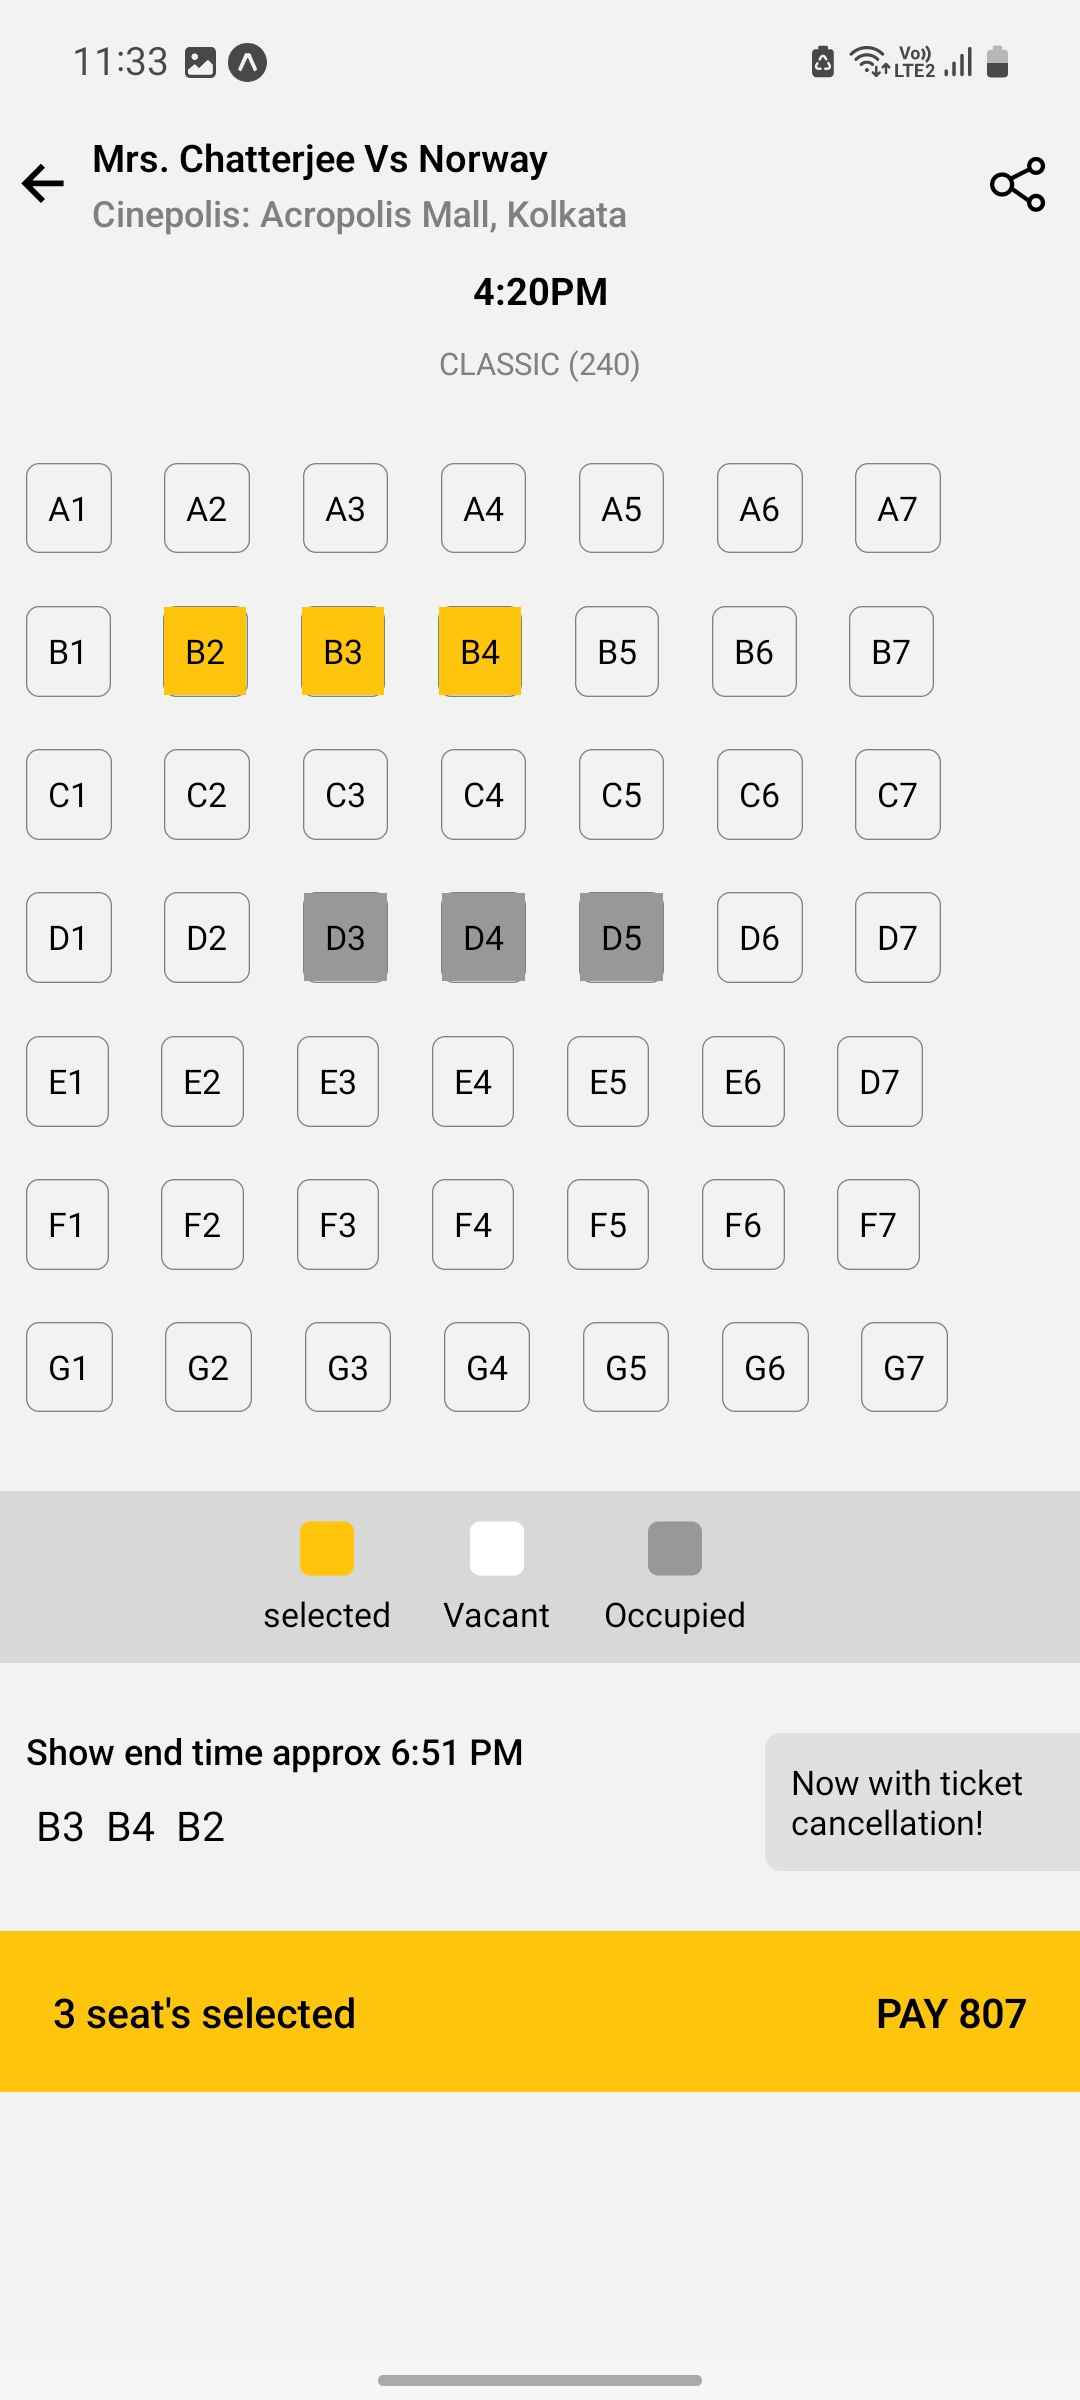 11:33
Vo))
LTE2
Mrs. Chatterjee Vs Norway
Cinepolis: Acropolis Mall, Kolkata
4:20PM
CLASSIC (240)
A1 A2 A3 A4 A5 A6 A7
B1 B2 B3 B4 B5 B6 B7
C1 C2 C3 C4 C5 C6 C7
D1 D2 D3 D4 D5 D6 D7
E1 E2 E3 E4 E5 E6 D7
F1 F2 F3 F4 F5 F6 F7
G1 G2 G3 G4 G5 G6 G7
selected Vacant Occupied
Show end time approx 6:51 PM
B3 B4 B2
Now with ticket
cancellation!
3 seat's selected PAY 807